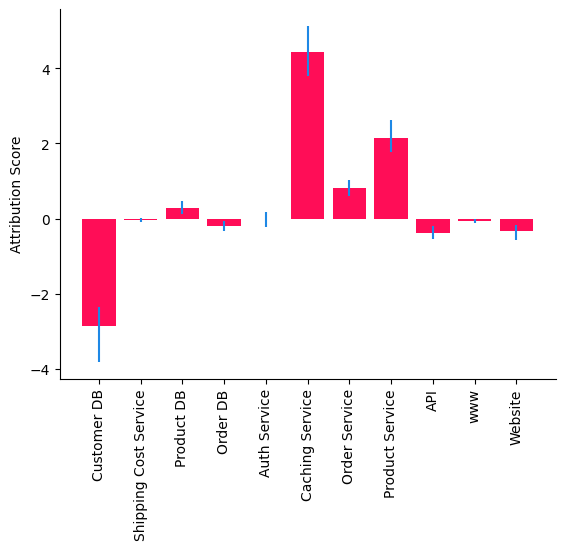 Attribution Score
4
2
0
−2
−4
Customer DB
Shipping Cost Service
Product DB
Order DB
Auth Service
Caching Service
Order Service
Product Service
API
www
Website